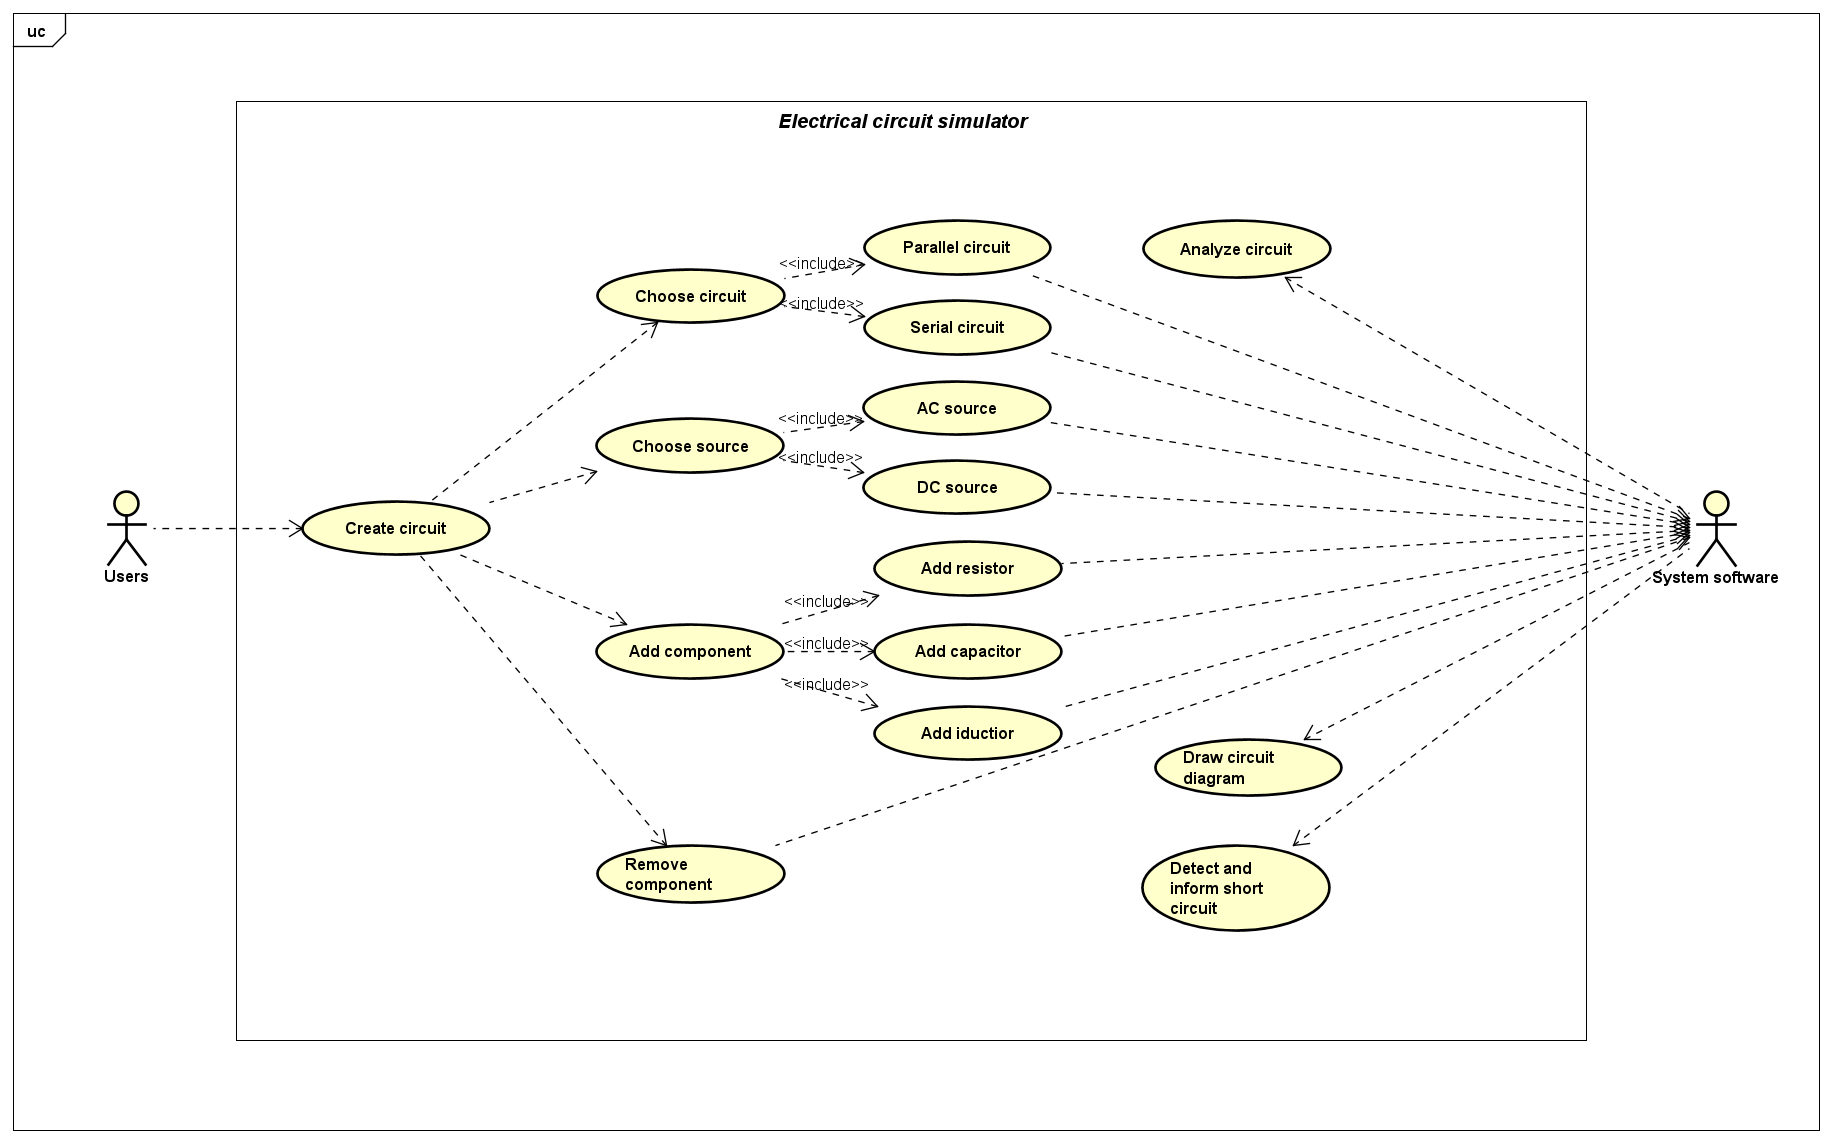 uc
Electrical circuit simulator
Parallel circuit
Analyze circuit
<<include>>
Choose circuit
<<include>>
Serial circuit
AC source
<<include>>
Choose source
<<include>>
DC source
Create circuit
Users
System software
Add resistor
<<include>>
Add component
<<include>>
Add capacitor
<<include>>
Add iductior
Draw circuit
diagram
Remove
component
Detect and
inform short
circuit